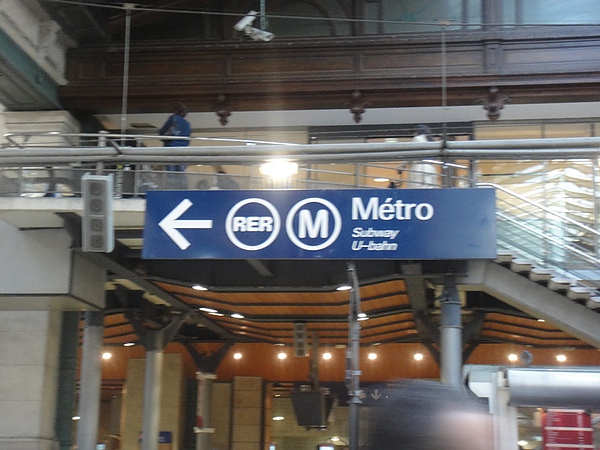 RER M Métro
Subway
U-bahn